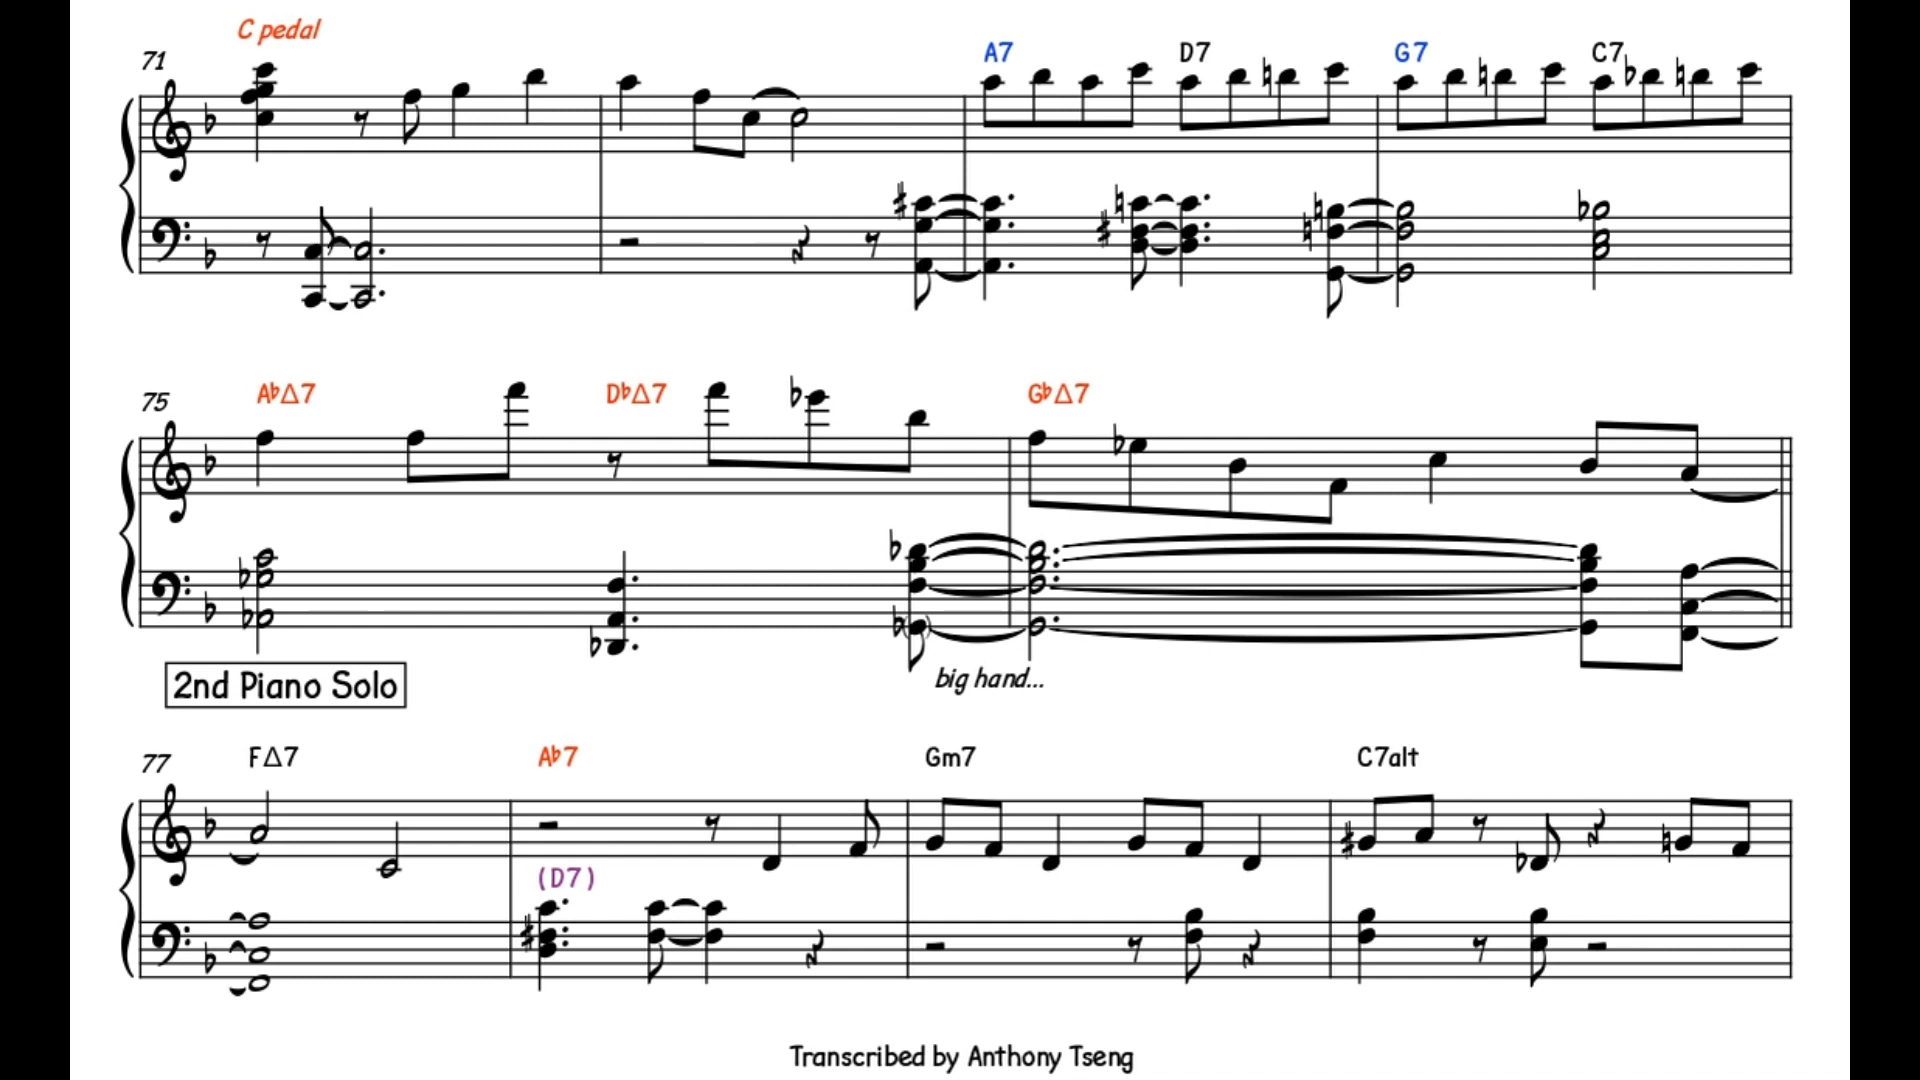 C pedal
71 A7 D7 G7 C7
75 A♭Δ7 D♭Δ7 G♭Δ7
2nd Piano Solo big hand...
77 FΔ7 A♭7 Gm7 C7alt
(D7)
Transcribed by Anthony Tseng